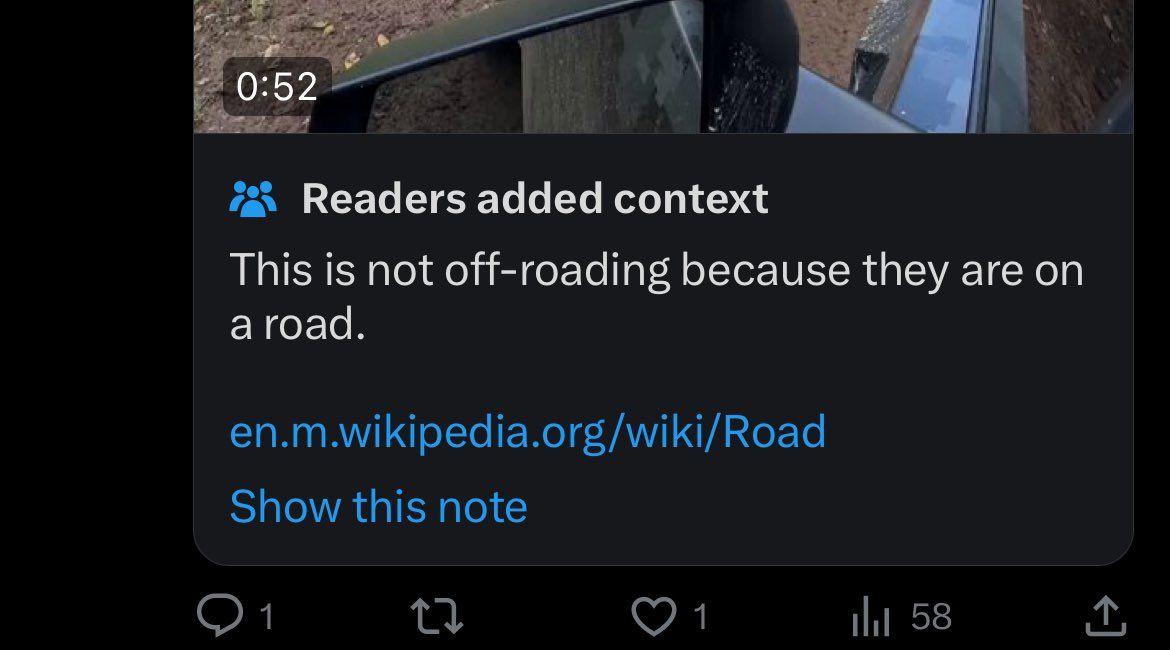 0:52
Readers added context
This is not off-roading because they are on
a road.
en.m.wikipedia.org/wiki/Road
Show this note
1
1
58